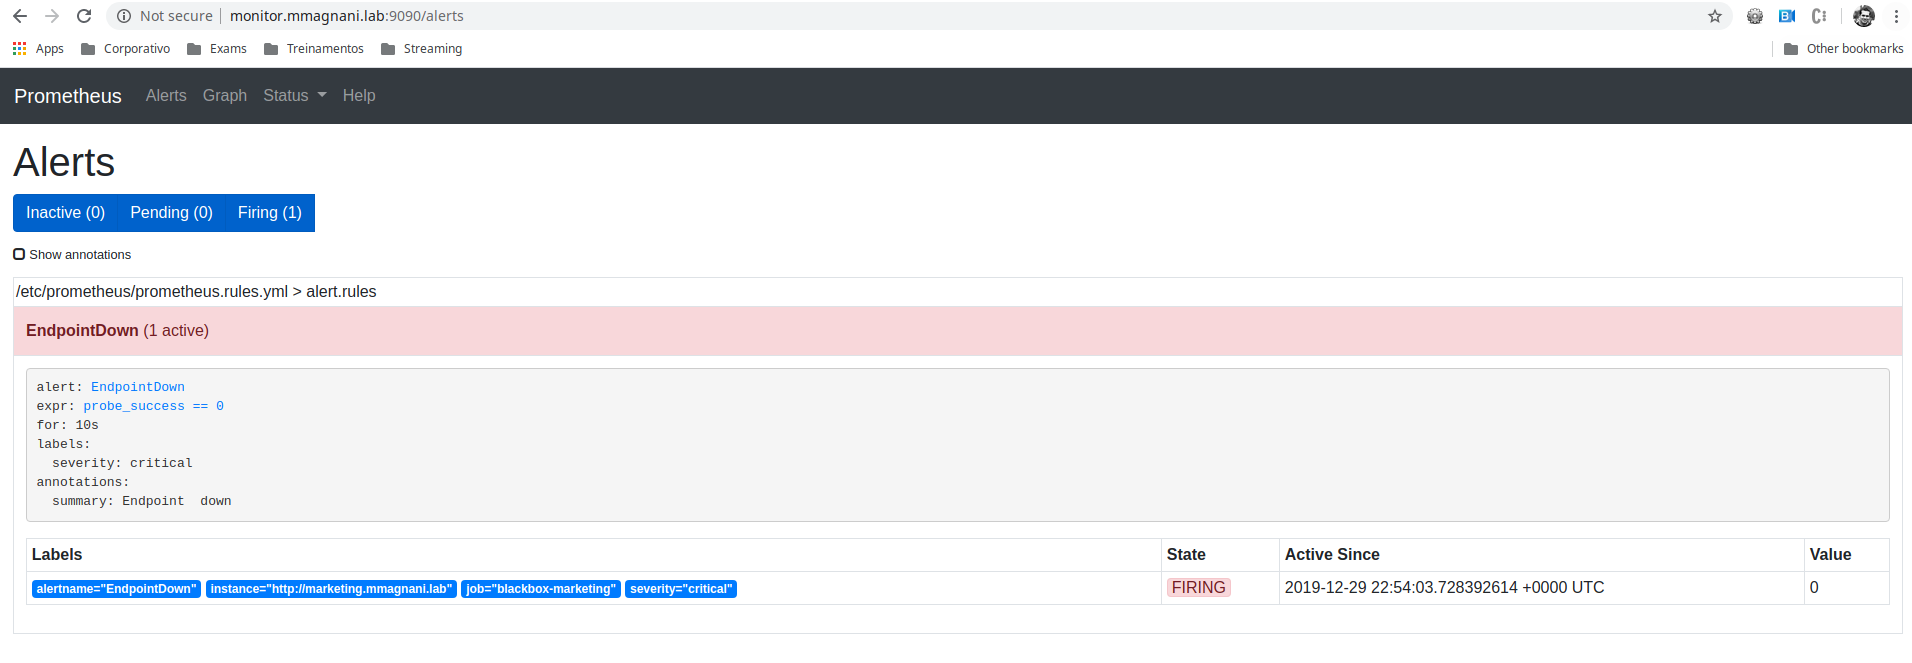 Not secure | monitor.mmagnani.lab:9090/alerts
Apps Corporativo Exams Treinamentos Streaming Other bookmarks
Prometheus Alerts Graph Status Help
Alerts
Inactive (0) Pending (0) Firing (1)
Show annotations
/etc/prometheus/prometheus.rules.yml > alert.rules
EndpointDown (1 active)
alert: EndpointDown
expr: probe_success == 0
for: 10s
labels:
  severity: critical
annotations:
  summary: Endpoint  down
Labels State Active Since Value
alertname="EndpointDown" instance="http://marketing.mmagnani.lab" job="blackbox-marketing" severity="critical" FIRING 2019-12-29 22:54:03.728392614 +0000 UTC 0